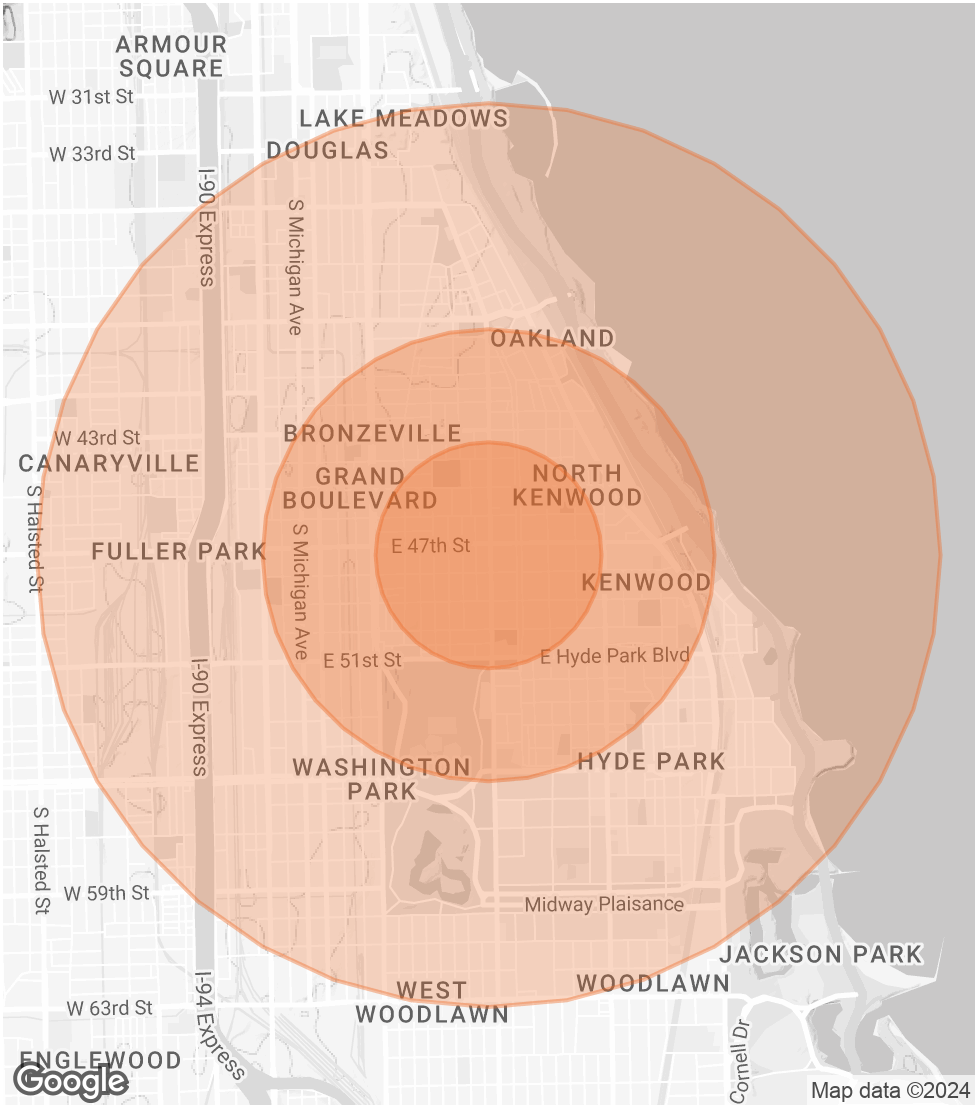 ARMOUR
SQUARE
W 31st St
LAKE MEADOWS
W 33rd St
DOUGLAS
I-90 Express
S Michigan Ave
OAKLAND
W 43rd St
BRONZEVILLE
CANARYVILLE
GRAND
BOULEVARD
NORTH
KENWOOD
S Halsted St
S Michigan Ave
E 47th St
FULLER PARK
KENWOOD
E 51st St
E Hyde Park Blvd
I-90 Express
WASHINGTON
PARK
HYDE PARK
S Halsted St
W 59th St
Midway Plaisance
JACKSON PARK
WEST
WOODLAWN
WOODLAWN
W 63rd St
I-94 Express
Cornell Dr
ENGLEWOOD
Google
Map data ©2024